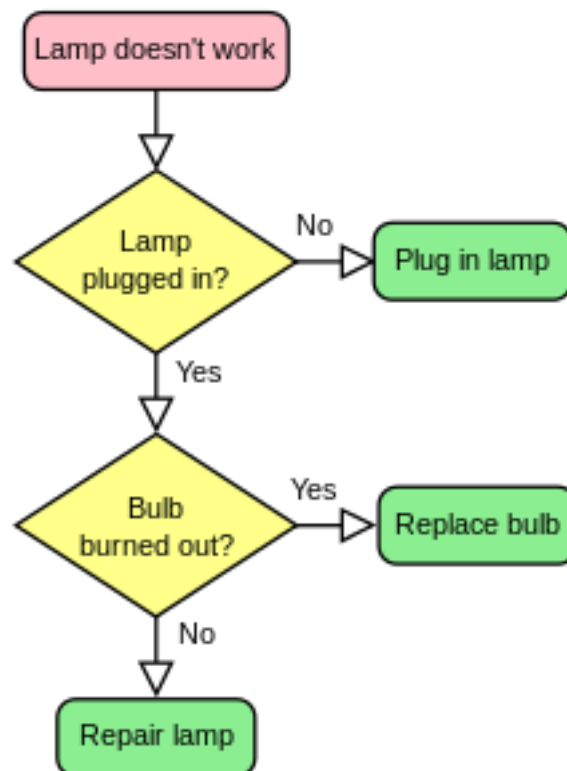 Lamp doesn't work
Lamp
plugged in?
No
Plug in lamp
Yes
Bulb
burned out?
Yes
Replace bulb
No
Repair lamp